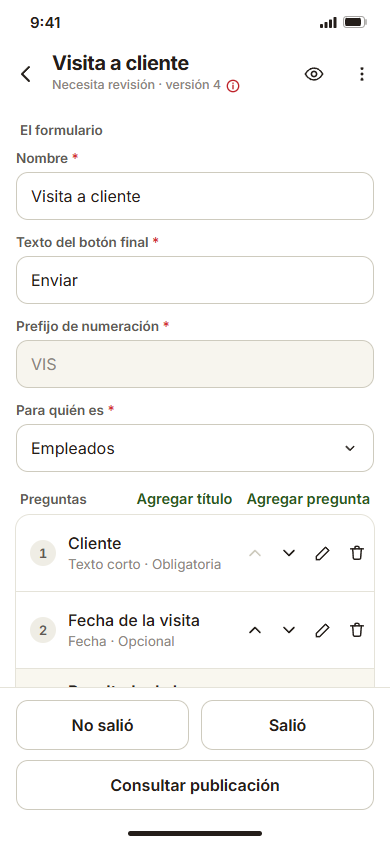 9:41
Visita a cliente
Necesita revisión · versión 4
El formulario
Nombre *
Visita a cliente
Texto del botón final *
Enviar
Prefijo de numeración *
VIS
Para quién es *
Empleados
Preguntas Agregar título Agregar pregunta
1 Cliente
Texto corto · Obligatoria
2 Fecha de la visita
Fecha · Opcional
No salió Salió
Consultar publicación